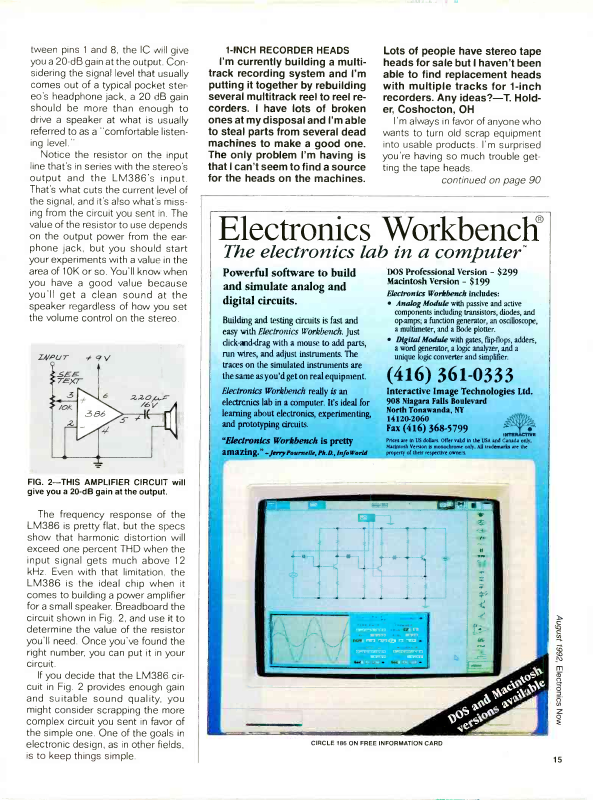 tween pins 1 and 8, the IC will give
you a 20-dB gain at the output. Con-
sidering the signal level that usually
comes out of a typical pocket ster-
eo's headphone jack, a 20 dB gain
should be more than enough to
drive a speaker at what is usually
referred to as a "comfortable listen-
ing level."
Notice the resistor on the input
line that's in series with the stereo's
output and the LM386's input.
That's what cuts the current level of
the signal, and it's also what's miss-
ing from the circuit you sent in. The
value of the resistor to use depends
on the output power from the ear-
phone jack, but you should start
your experiments with a value in the
area of 10K or so. You'll know when
you have a good value because
you'll get a clean sound at the
speaker regardless of how you set
the volume control on the stereo.
INPUT
+9V
SEE
TEXT
10K
3
2
386
6
4
5
220µF
16V
FIG. 2—THIS AMPLIFIER CIRCUIT will
give you a 20-dB gain at the output.
The frequency response of the
LM386 is pretty flat, but the specs
show that harmonic distortion will
exceed one percent THD when the
input signal gets much above 12
kHz. Even with that limitation, the
LM386 is the ideal chip when it
comes to building a power amplifier
for a small speaker. Breadboard the
circuit shown in Fig. 2, and use it to
determine the value of the resistor
you'll need. Once you've found the
right number, you can put it in your
circuit.
If you decide that the LM386 cir-
cuit in Fig. 2 provides enough gain
and suitable sound quality, you
might consider scrapping the more
complex circuit you sent in favor of
the simple one. One of the goals in
electronic design, as in other fields,
is to keep things simple.
1-INCH RECORDER HEADS
I'm currently building a multi-
track recording system and I'm
putting it together by rebuilding
several multitrack reel to reel re-
corders. I have lots of broken
ones at my disposal and I'm able
to steal parts from several dead
machines to make a good one.
The only problem I'm having is
that I can't seem to find a source
for the heads on the machines.
Lots of people have stereo tape
heads for sale but I haven't been
able to find replacement heads
with multiple tracks for 1-inch
recorders. Any ideas?—T. Hold-
er, Coshocton, OH
I'm always in favor of anyone who
wants to turn old scrap equipment
into usable products. I'm surprised
you're having so much trouble get-
ting the tape heads.
continued on page 90
Electronics Workbench®
The electronics lab in a computer™
Powerful software to build
and simulate analog and
digital circuits.
Building and testing circuits is fast and
easy with Electronics Workbench. Just
click-and-drag with a mouse to add parts,
run wires, and adjust instruments. The
traces on the simulated instruments are
the same as you'd get on real equipment.
Electronics Workbench really is an
electronics lab in a computer. It's ideal for
learning about electronics, experimenting,
and prototyping circuits.
"Electronics Workbench is pretty
amazing." – Jerry Pournelle, Ph.D., InfoWorld
DOS Professional Version – $299
Macintosh Version – $199
Electronics Workbench includes:
• Analog Module with passive and active
components including transistors, diodes, and
op-amps; a function generator, an oscilloscope,
a multimeter, and a Bode plotter.
• Digital Module with gates, flip-flops, adders,
a word generator, a logic analyzer, and a
unique logic converter and simplifier.
(416) 361-0333
Interactive Image Technologies Ltd.
908 Niagara Falls Boulevard
North Tonawanda, NY
14120-2060
Fax (416) 368-5799
INTERACTIVE
Prices are in US dollars. Offer valid in the USA and Canada only.
Macintosh Version is monochrome only. All trademarks are the
property of their respective owners.
DOS and Macintosh
versions available
CIRCLE 186 ON FREE INFORMATION CARD
August 1992, Electronics Now
15